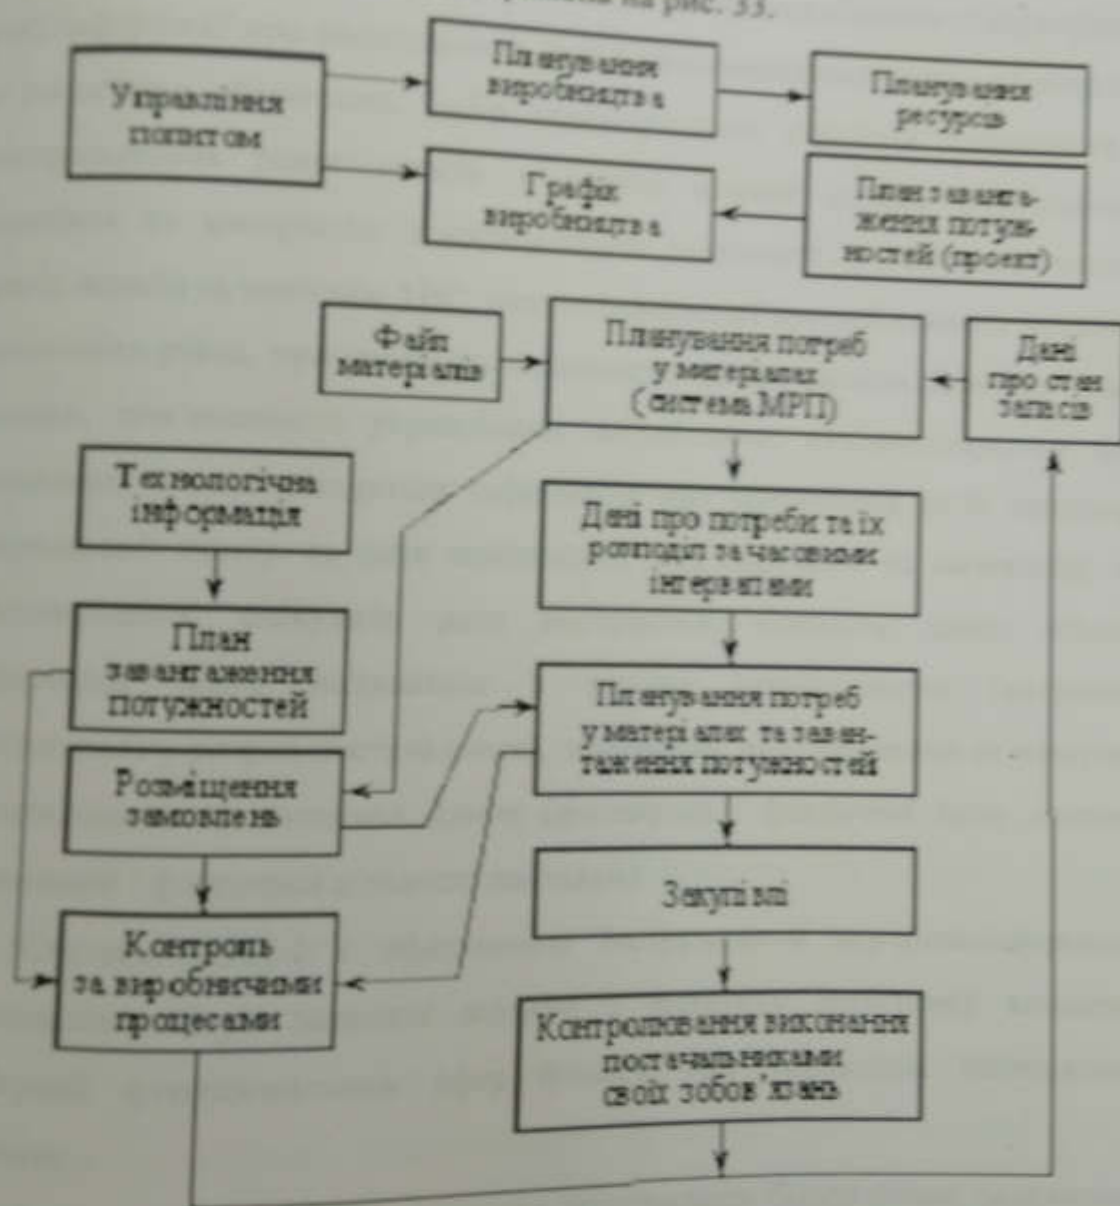 на рис. 33.
Управління
попитом
Планування
виробництва
Планування
ресурсів
Графік
виробництва
План заванта-
ження потуж-
ностей (проект)
Файл
матеріалів
Планування потреб
у матеріалах
(система МРП)
Дані
про стан
запасів
Технологічна
інформація
Дані про потреби та їх
розподіл за часовими
інтервалами
План
завантаження
потужностей
Планування потреб
у матеріалах та заван-
таження потужностей
Розміщення
замовлень
Закупівлі
Контроль
за виробничими
процесами
Контролювання виконання
постачальниками
своїх зобов’язань